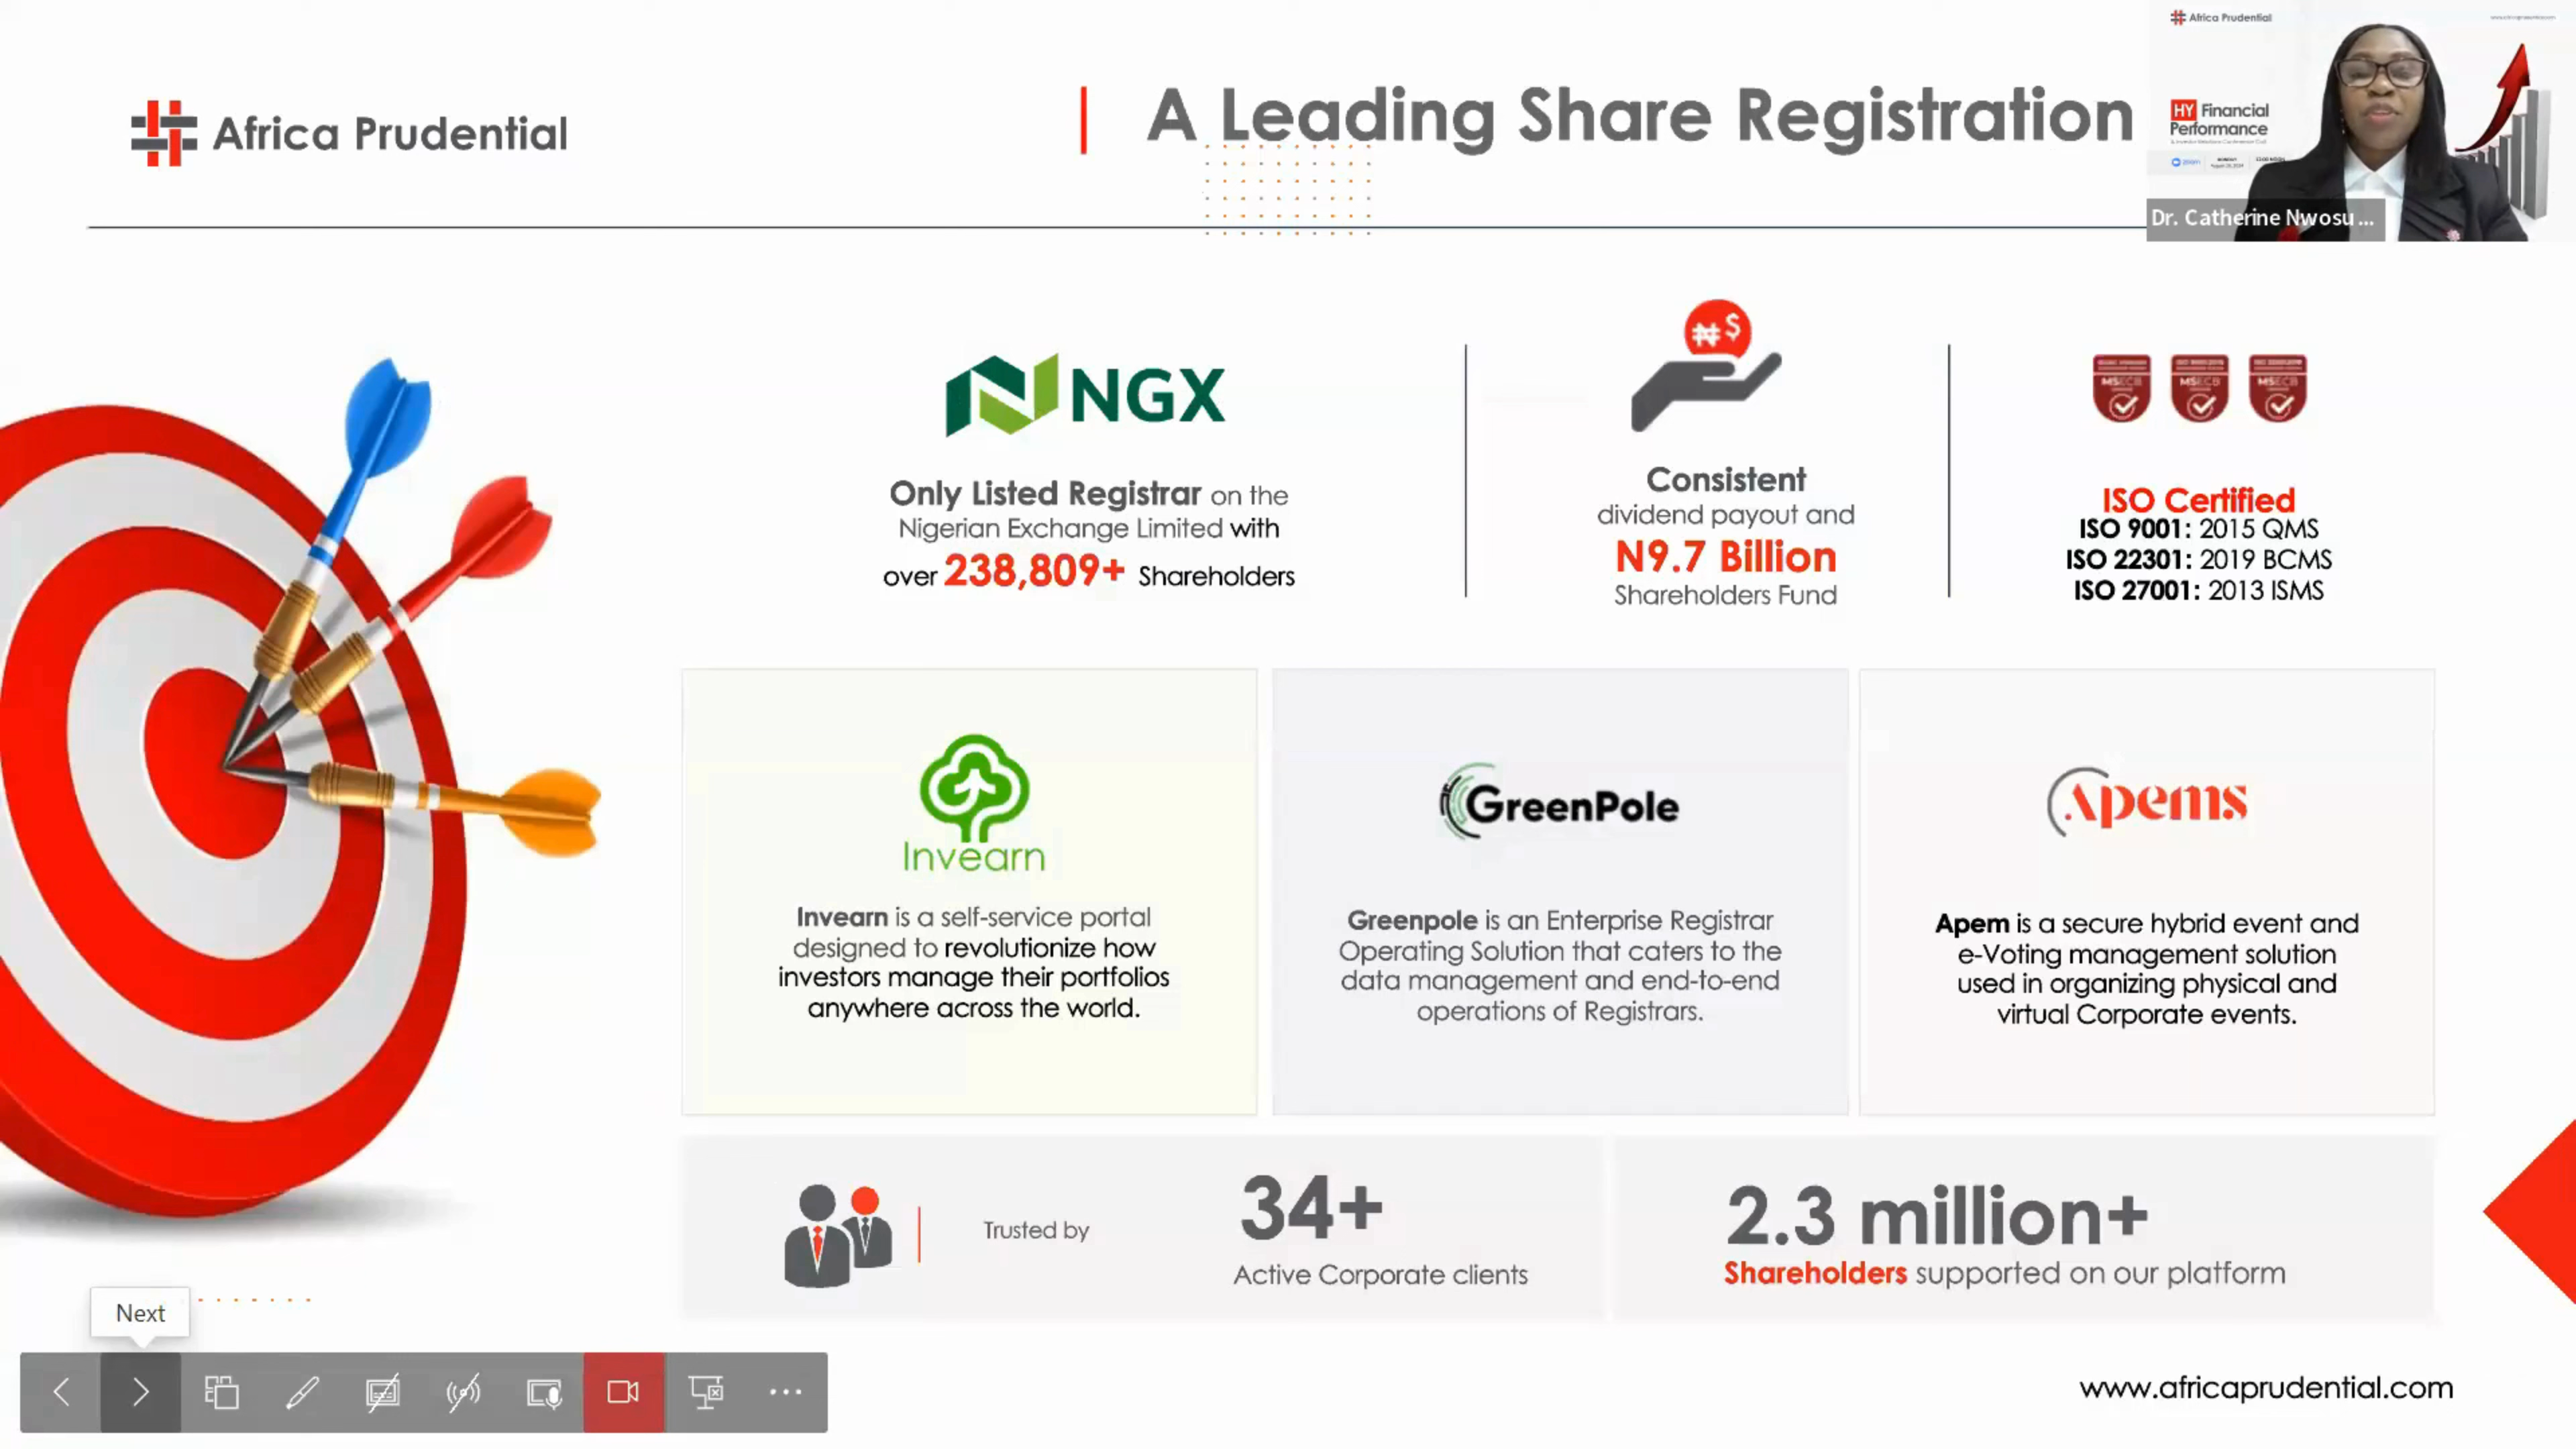 Africa Prudential
A Leading Share Registration
Africa Prudential
HY Financial
Performance
Dr. Catherine Nwosu ...
NGX
Only Listed Registrar on the
Nigerian Exchange Limited with
over 238,809+ Shareholders
₦ $
Consistent
dividend payout and
N9.7 Billion
Shareholders Fund
MSECB
MSECB
MSECB
ISO Certified
ISO 9001: 2015 QMS
ISO 22301: 2019 BCMS
ISO 27001: 2013 ISMS
Invearn
Invearn is a self-service portal
designed to revolutionize how
investors manage their portfolios
anywhere across the world.
GreenPole
Greenpole is an Enterprise Registrar
Operating Solution that caters to the
data management and end-to-end
operations of Registrars.
Apems
Apem is a secure hybrid event and
e-Voting management solution
used in organizing physical and
virtual Corporate events.
Trusted by
34+
Active Corporate clients
2.3 million+
Shareholders supported on our platform
Next
www.africaprudential.com